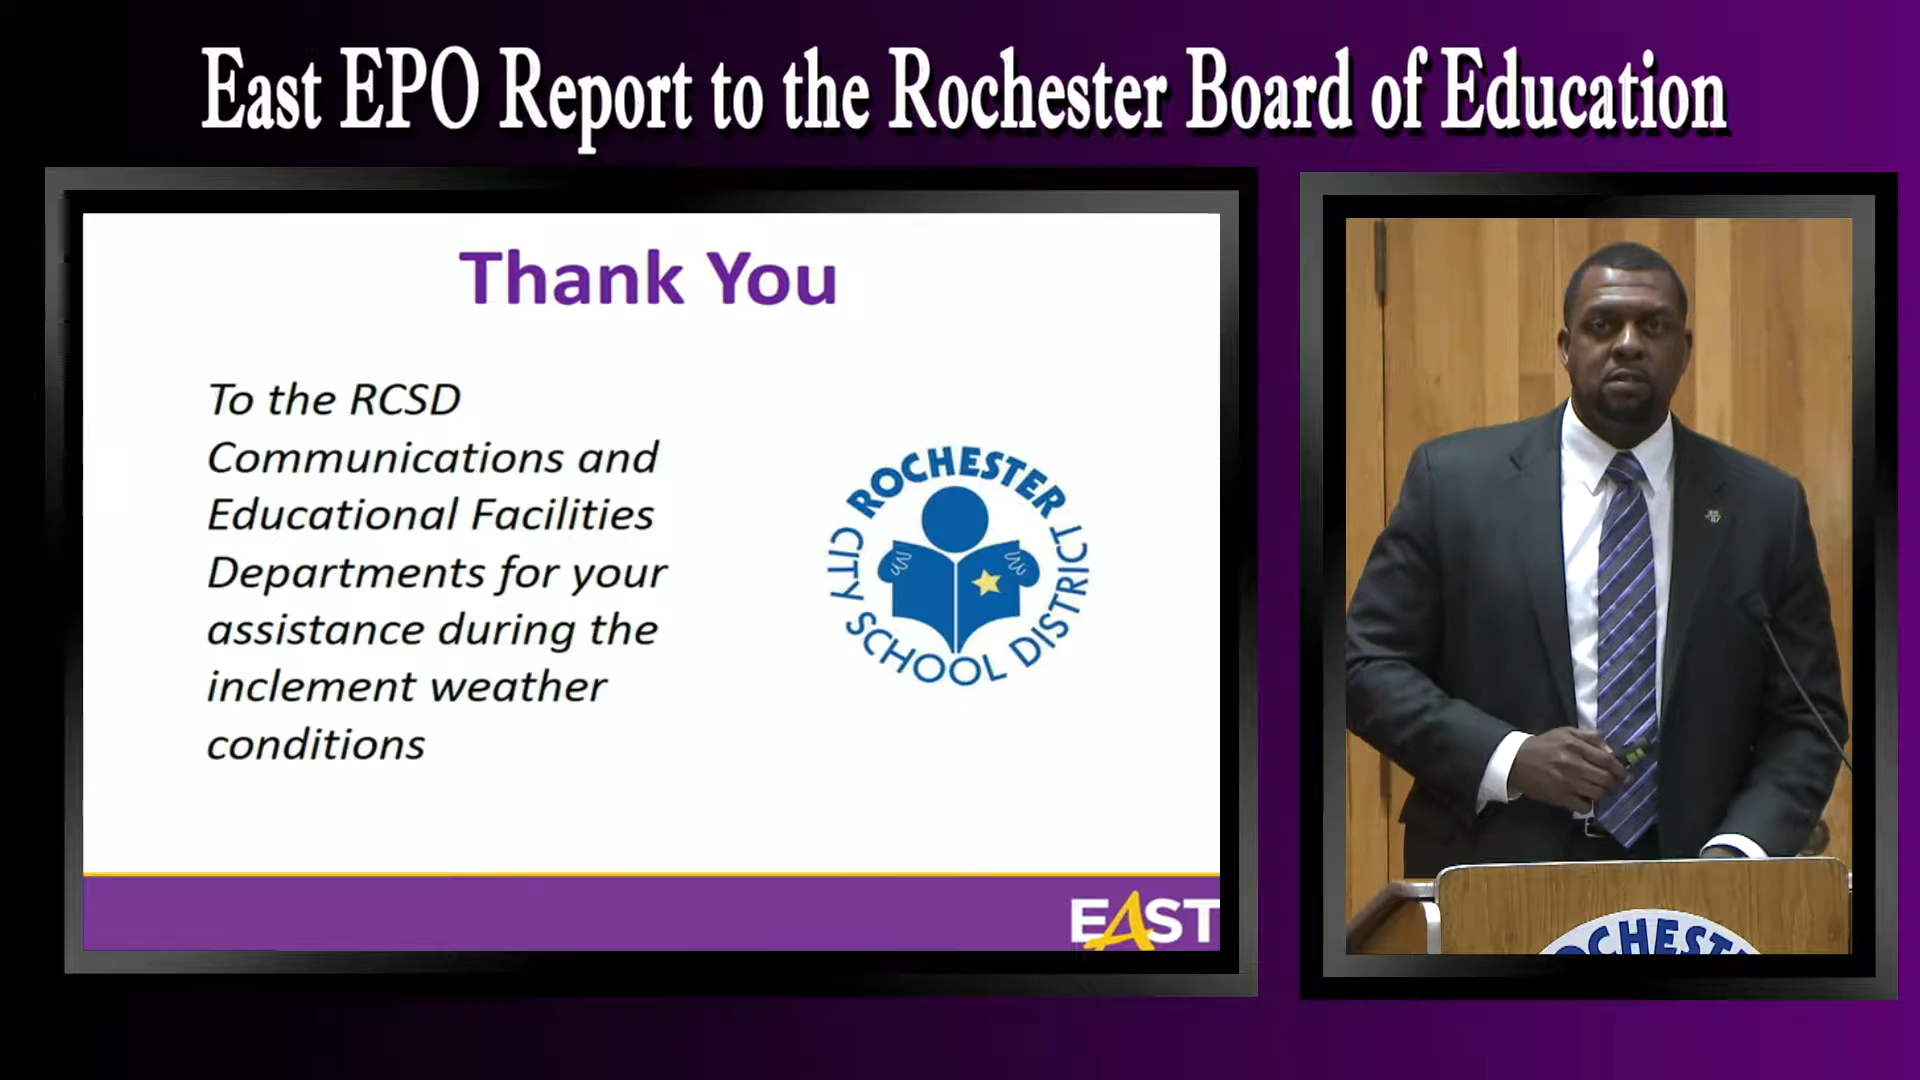 East EPO Report to the Rochester Board of Education
Thank You
To the RCSD
Communications and
Educational Facilities
Departments for your
assistance during the
inclement weather
conditions
ROCHESTER
CITY SCHOOL DISTRICT
EAST
OCHEST